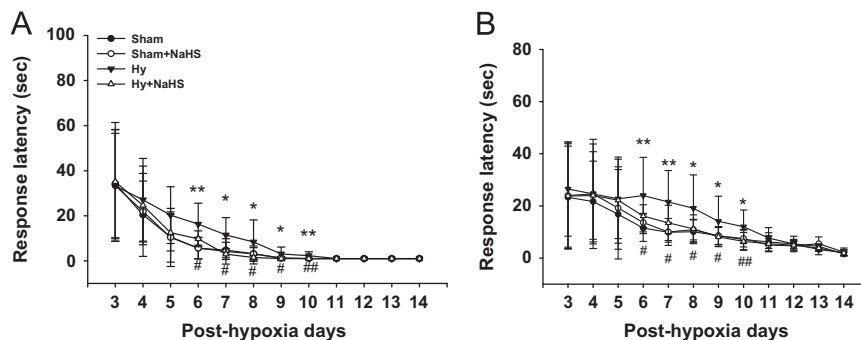 A
Response latency (sec)
100
80
60
40
20
0
Sham
Sham+NaHS
Hy
Hy+NaHS
** * * * **
# # # # ##
3 4 5 6 7 8 9 10 11 12 13 14
Post-hypoxia days
B
Response latency (sec)
80
60
40
20
0
** ** * * *
# # # # ##
3 4 5 6 7 8 9 10 11 12 13 14
Post-hypoxia days